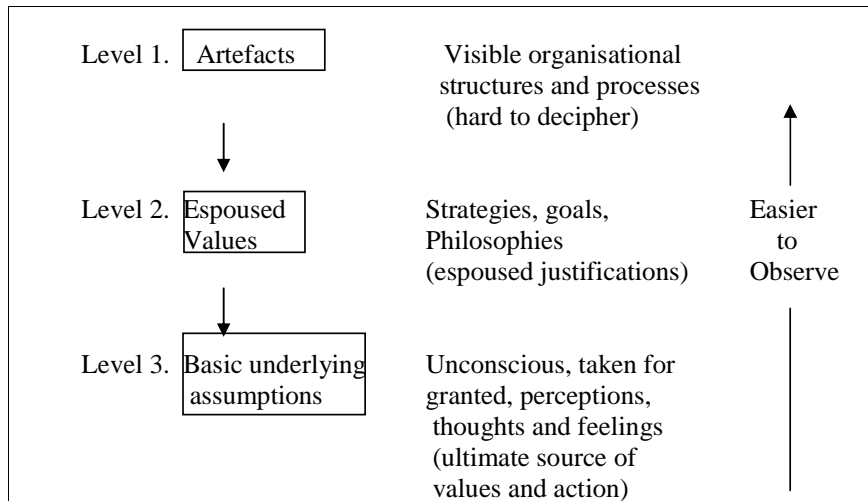 Level 1. Artefacts Visible organisational
structures and processes
(hard to decipher)
Level 2. Espoused Strategies, goals, Easier
Values Philosophies to
(espoused justifications) Observe
Level 3. Basic underlying Unconscious, taken for
assumptions granted, perceptions,
thoughts and feelings
(ultimate source of
values and action)